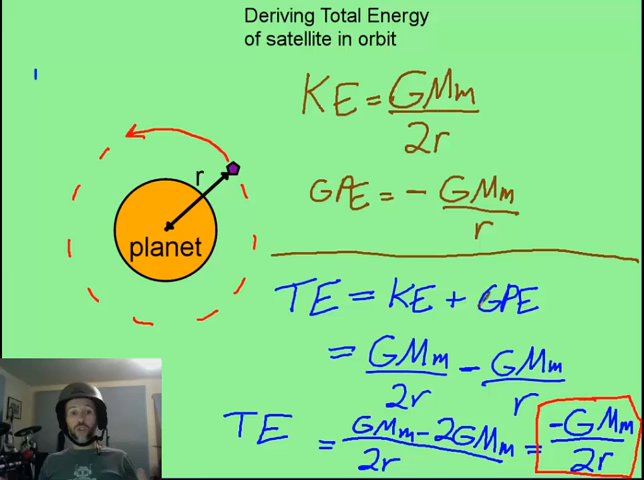 Deriving Total Energy
of satellite in orbit
KE = GMm/2r
GPE = - GMm/r
r
planet
TE = KE + GPE
= GMm/2r - GMm/r
TE = GMm - 2GMm/2r = -GMm/2r